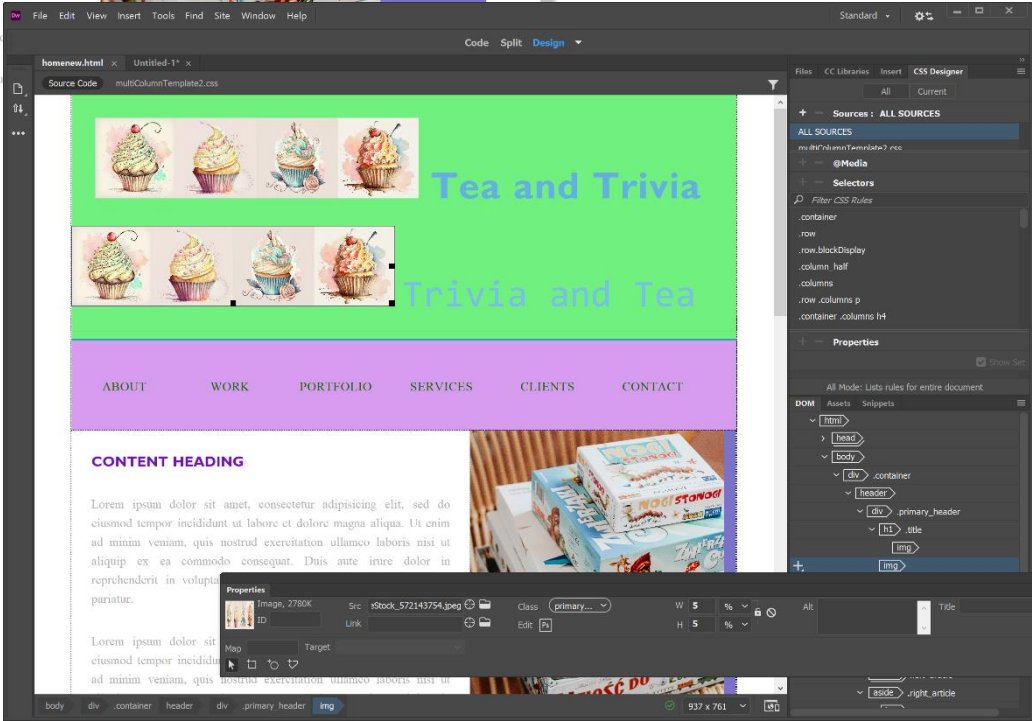 Dw File Edit View Insert Tools Find Site Window Help Standard
Code Split Design
homenew.html × Untitled-1* ×
Source Code multiColumnTemplate2.css
Files CC Libraries Insert CSS Designer
All Current
+ − Sources : ALL SOURCES
ALL SOURCES
multiColumnTemplate2.css
+ − @Media
+ − Selectors
Filter CSS Rules
.container
.row
.row.blockDisplay
.column_half
.columns
.row .columns p
.container .columns h4
+ − Properties
Show Set
All Mode: Lists rules for entire document
DOM Assets Snippets
html
head
body
div .container
header
div .primary_header
h1 .title
img
img
aside .right_article
Tea and Trivia
Trivia and Tea
ABOUT WORK PORTFOLIO SERVICES CLIENTS CONTACT
CONTENT HEADING
Lorem ipsum dolor sit amet, consectetur adipisicing elit, sed do
eiusmod tempor incididunt ut labore et dolore magna aliqua. Ut enim
ad minim veniam, quis nostrud exercitation ullamco laboris nisi ut
aliquip ex ea commodo consequat. Duis aute irure dolor in
reprehenderit in
pariatur.
Lorem ipsum dolor sit
eiusmod tempor
ad minim veniam, quis nostrud exercitation ullamco laboris nisi ut
NOGI STONOGI
Properties
Image, 2780K Src Stock_572143754.jpeg Class primary... W 5 % Alt Title
ID Link Edit Ps H 5 %
Map Target
body div .container header div .primary_header img 937 x 761